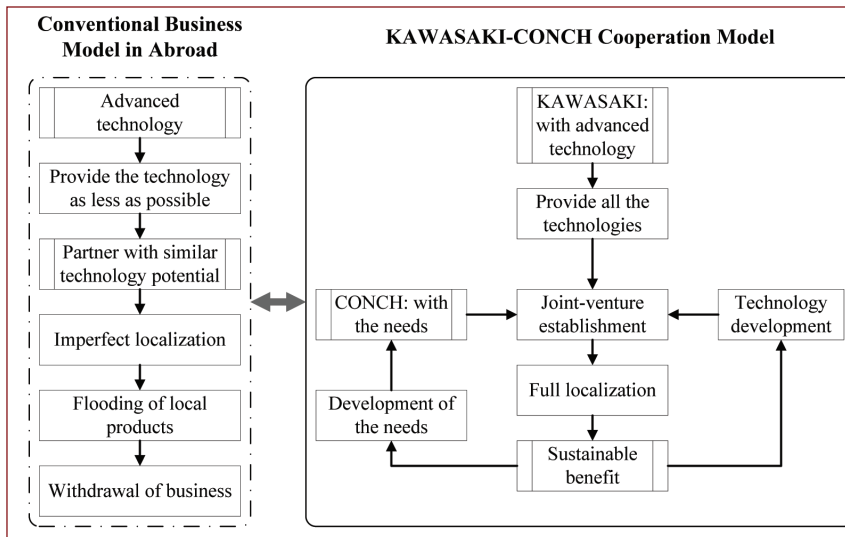 Conventional Business
Model in Abroad
Advanced
technology
Provide the technology
as less as possible
Partner with similar
technology potential
Imperfect localization
Flooding of local
products
Withdrawal of business
KAWASAKI-CONCH Cooperation Model
KAWASAKI:
with advanced
technology
Provide all the
technologies
CONCH: with
the needs
Joint-venture
establishment
Technology
development
Full localization
Development of
the needs
Sustainable
benefit